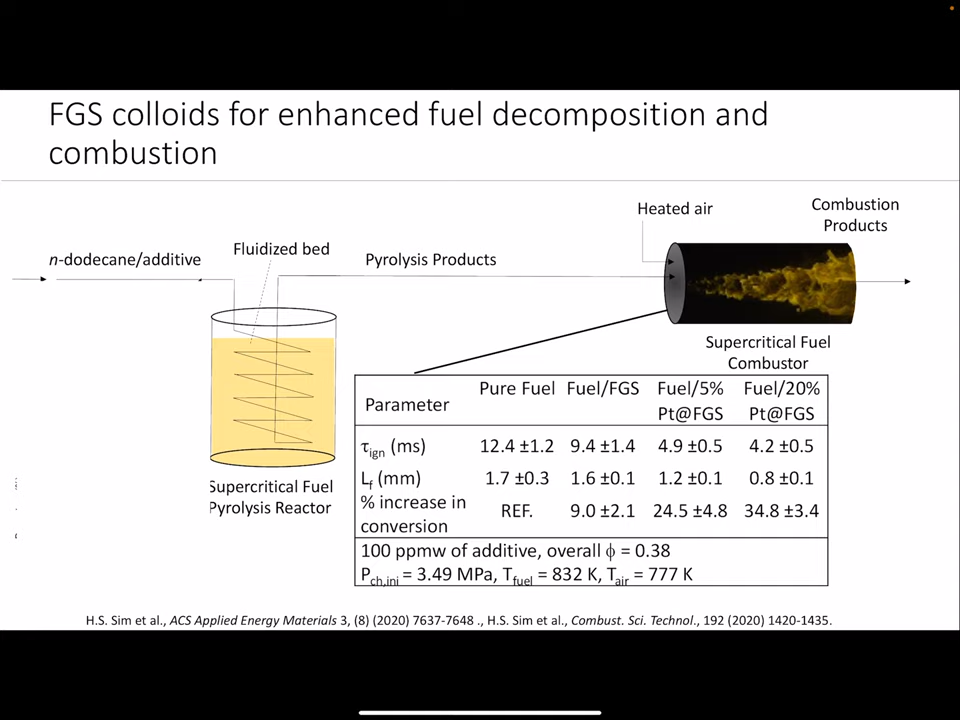 FGS colloids for enhanced fuel decomposition and
combustion
Heated air
Combustion
Products
n-dodecane/additive
Fluidized bed
Pyrolysis Products
Supercritical Fuel
Combustor
Supercritical Fuel
Pyrolysis Reactor
Parameter Pure Fuel Fuel/FGS Fuel/5% Pt@FGS Fuel/20% Pt@FGS
τign (ms) 12.4 ±1.2 9.4 ±1.4 4.9 ±0.5 4.2 ±0.5
Lf (mm) 1.7 ±0.3 1.6 ±0.1 1.2 ±0.1 0.8 ±0.1
% increase in conversion REF. 9.0 ±2.1 24.5 ±4.8 34.8 ±3.4
100 ppmw of additive, overall ϕ = 0.38
Pch,ini = 3.49 MPa, Tfuel = 832 K, Tair = 777 K
H.S. Sim et al., ACS Applied Energy Materials 3, (8) (2020) 7637-7648 ., H.S. Sim et al., Combust. Sci. Technol., 192 (2020) 1420-1435.